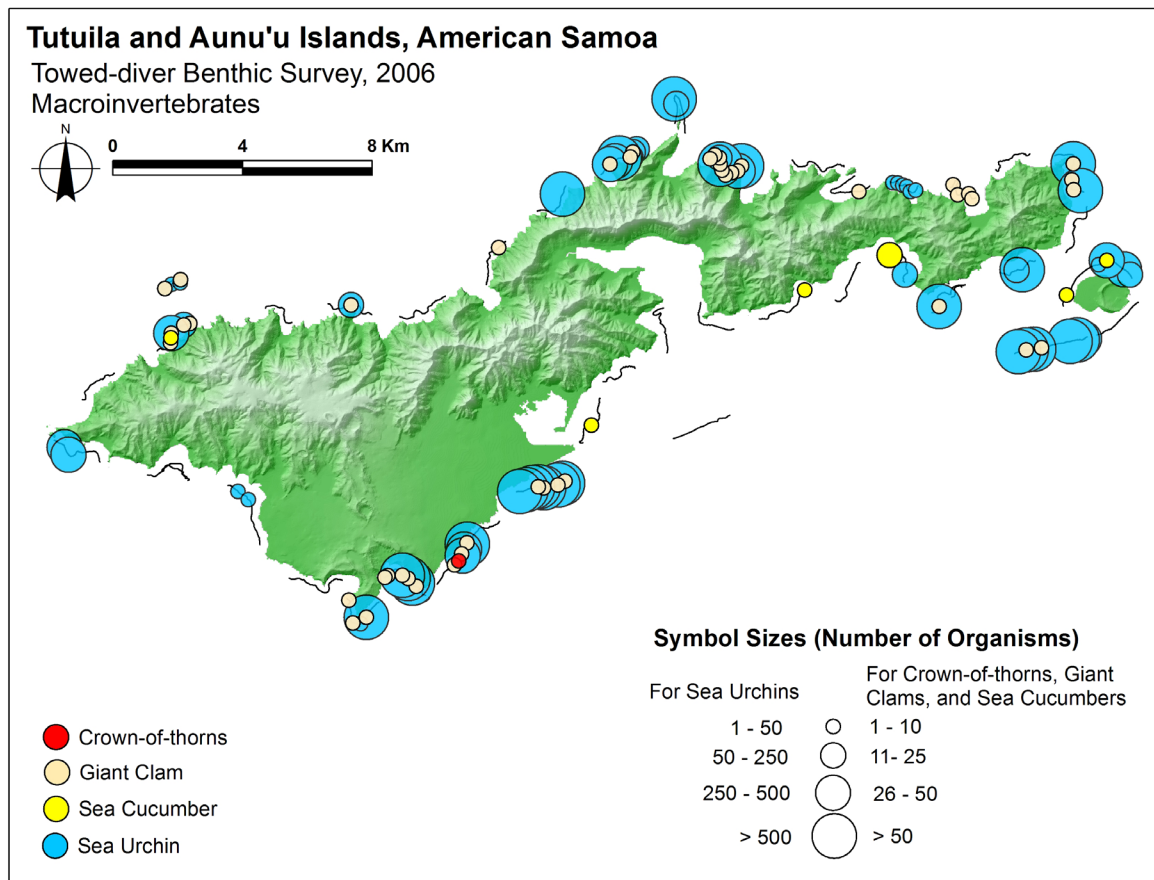 Tutuila and Aunu'u Islands, American Samoa
Towed-diver Benthic Survey, 2006
Macroinvertebrates
N
0 4 8 Km
Symbol Sizes (Number of Organisms)
For Sea Urchins
For Crown-of-thorns, Giant
Clams, and Sea Cucumbers
1 - 50 1 - 10
50 - 250 11- 25
250 - 500 26 - 50
> 500 > 50
Crown-of-thorns
Giant Clam
Sea Cucumber
Sea Urchin